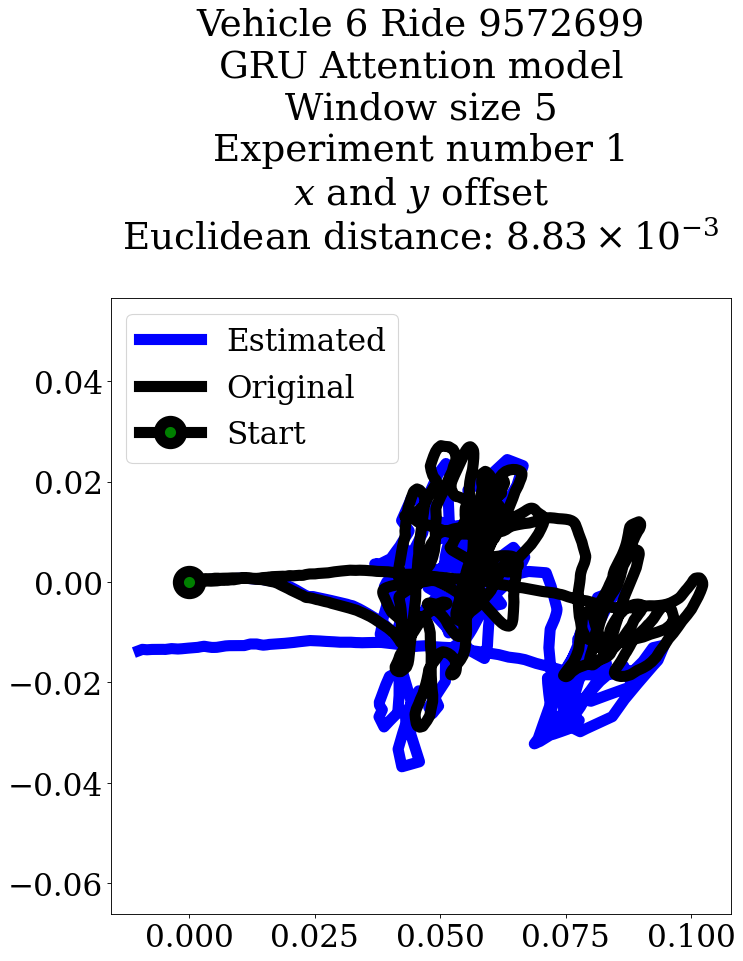 Vehicle 6 Ride 9572699
GRU Attention model
Window size 5
Experiment number 1
x and y offset
Euclidean distance: 8.83 × 10⁻³
Estimated
Original
Start
0.04
0.02
0.00
−0.02
−0.04
−0.06
0.000 0.025 0.050 0.075 0.100